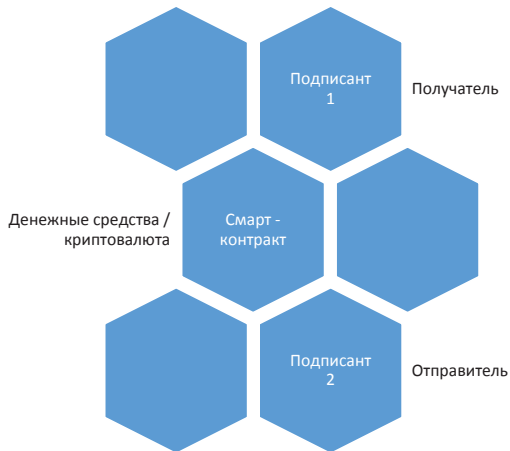 Подписант
1
Получатель
Денежные средства /
криптовалюта
Смарт -
контракт
Подписант
2
Отправитель